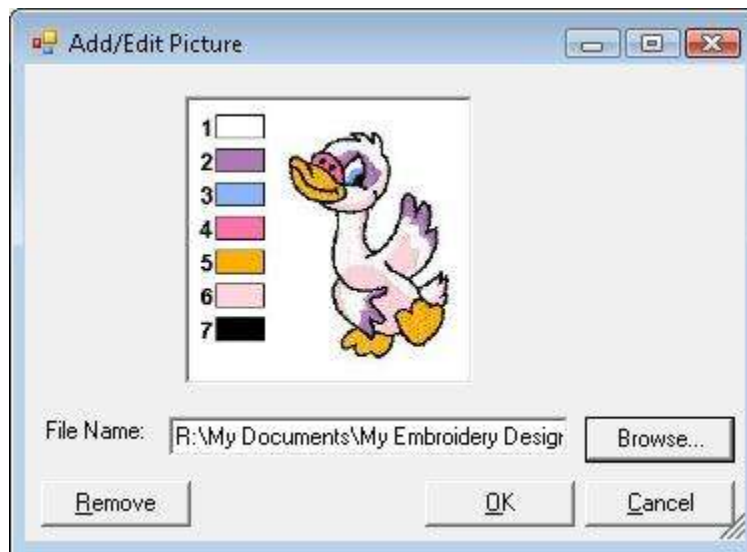 Add/Edit Picture
1
2
3
4
5
6
7
File Name:
R:\My Documents\My Embroidery Desigr
Browse...
Remove
OK
Cancel